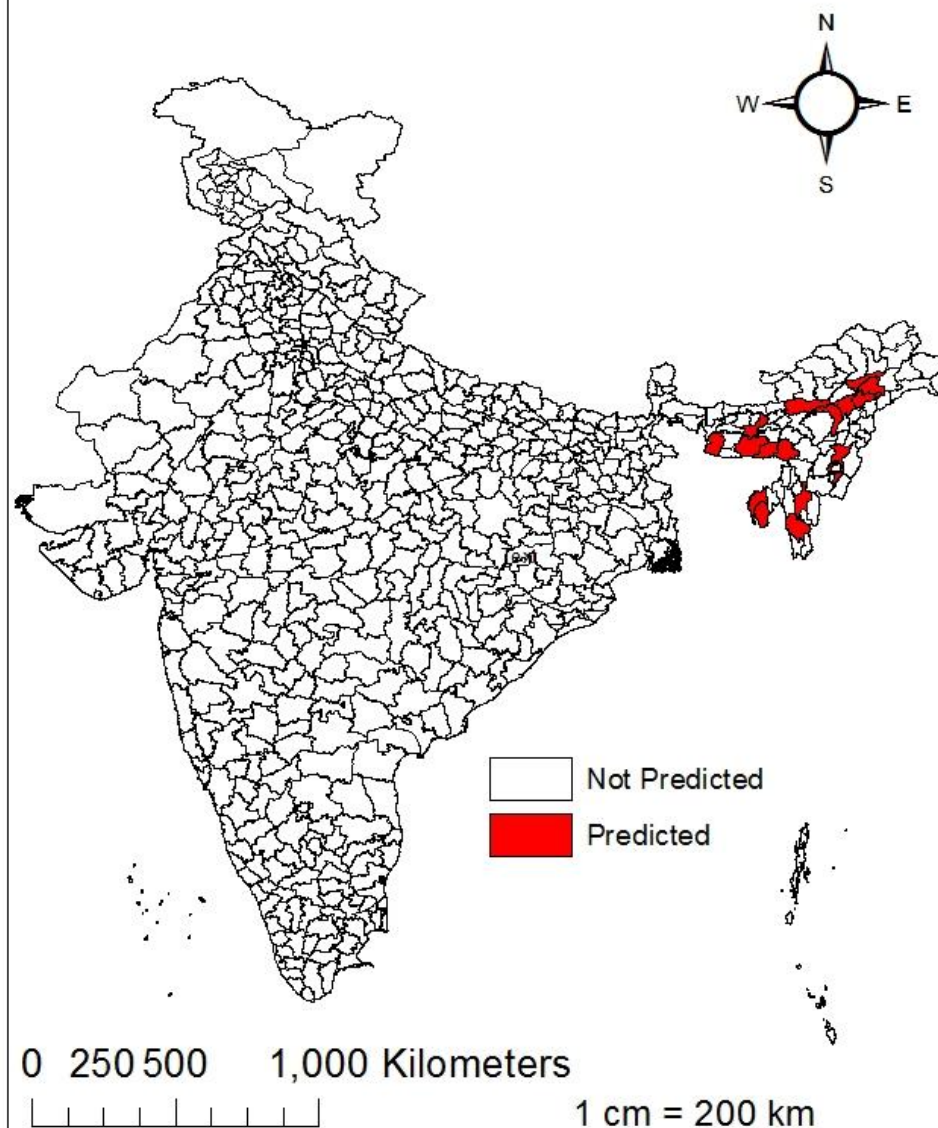 N
W E
S
Not Predicted
Predicted
0 250 500 1,000 Kilometers
1 cm = 200 km